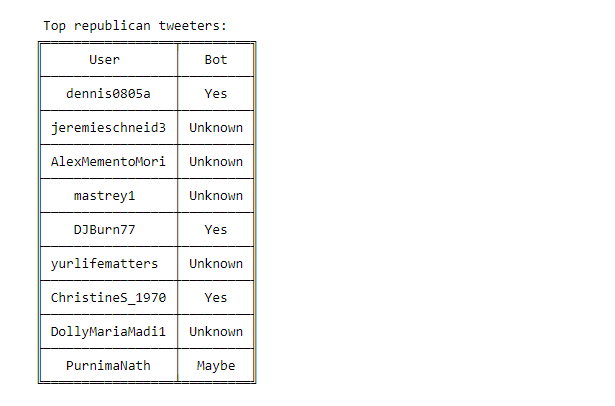 Top republican tweeters:
User Bot
dennis0805a Yes
jeremieschneid3 Unknown
AlexMementoMori Unknown
mastrey1 Unknown
DJBurn77 Yes
yurlifematters Unknown
ChristineS_1970 Yes
DollyMariaMadi1 Unknown
PurnimaNath Maybe